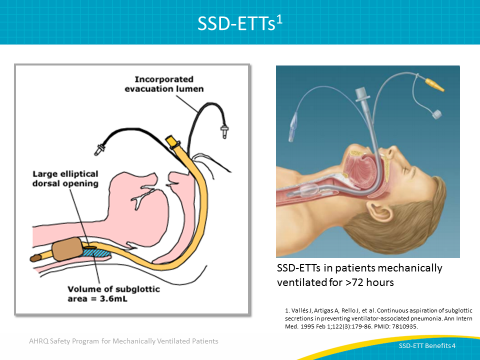 SSD-ETTs1
Incorporated
evacuation lumen
Large elliptical
dorsal opening
Volume of subglottic
area = 3.6mL
SSD-ETTs in patients mechanically
ventilated for >72 hours
1. Vallés J, Artigas A, Rello J, et al. Continuous aspiration of subglottic
secretions in preventing ventilator-associated pneumonia. Ann Intern
Med. 1995 Feb 1;122(3):179-86. PMID: 7810935.
AHRQ Safety Program for Mechanically Ventilated Patients
SSD-ETT Benefits 4